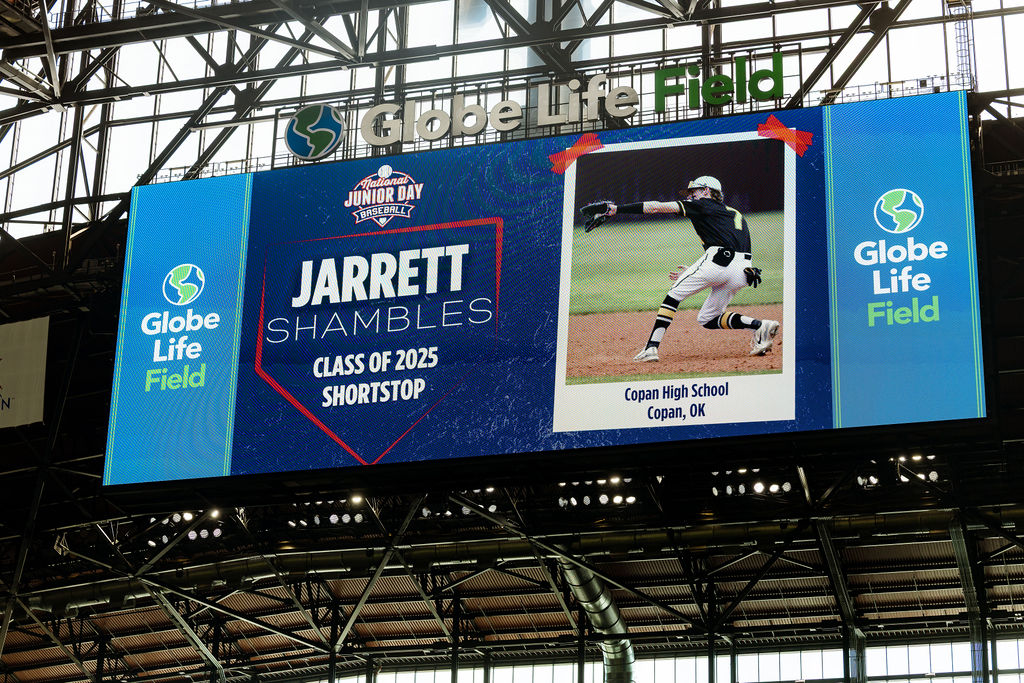 Globe Life Field
National
JUNIOR DAY
BASEBALL
JARRETT
SHAMBLES
CLASS OF 2025
SHORTSTOP
Globe
Life
Field
Copan High School
Copan, OK
Globe
Life
Field